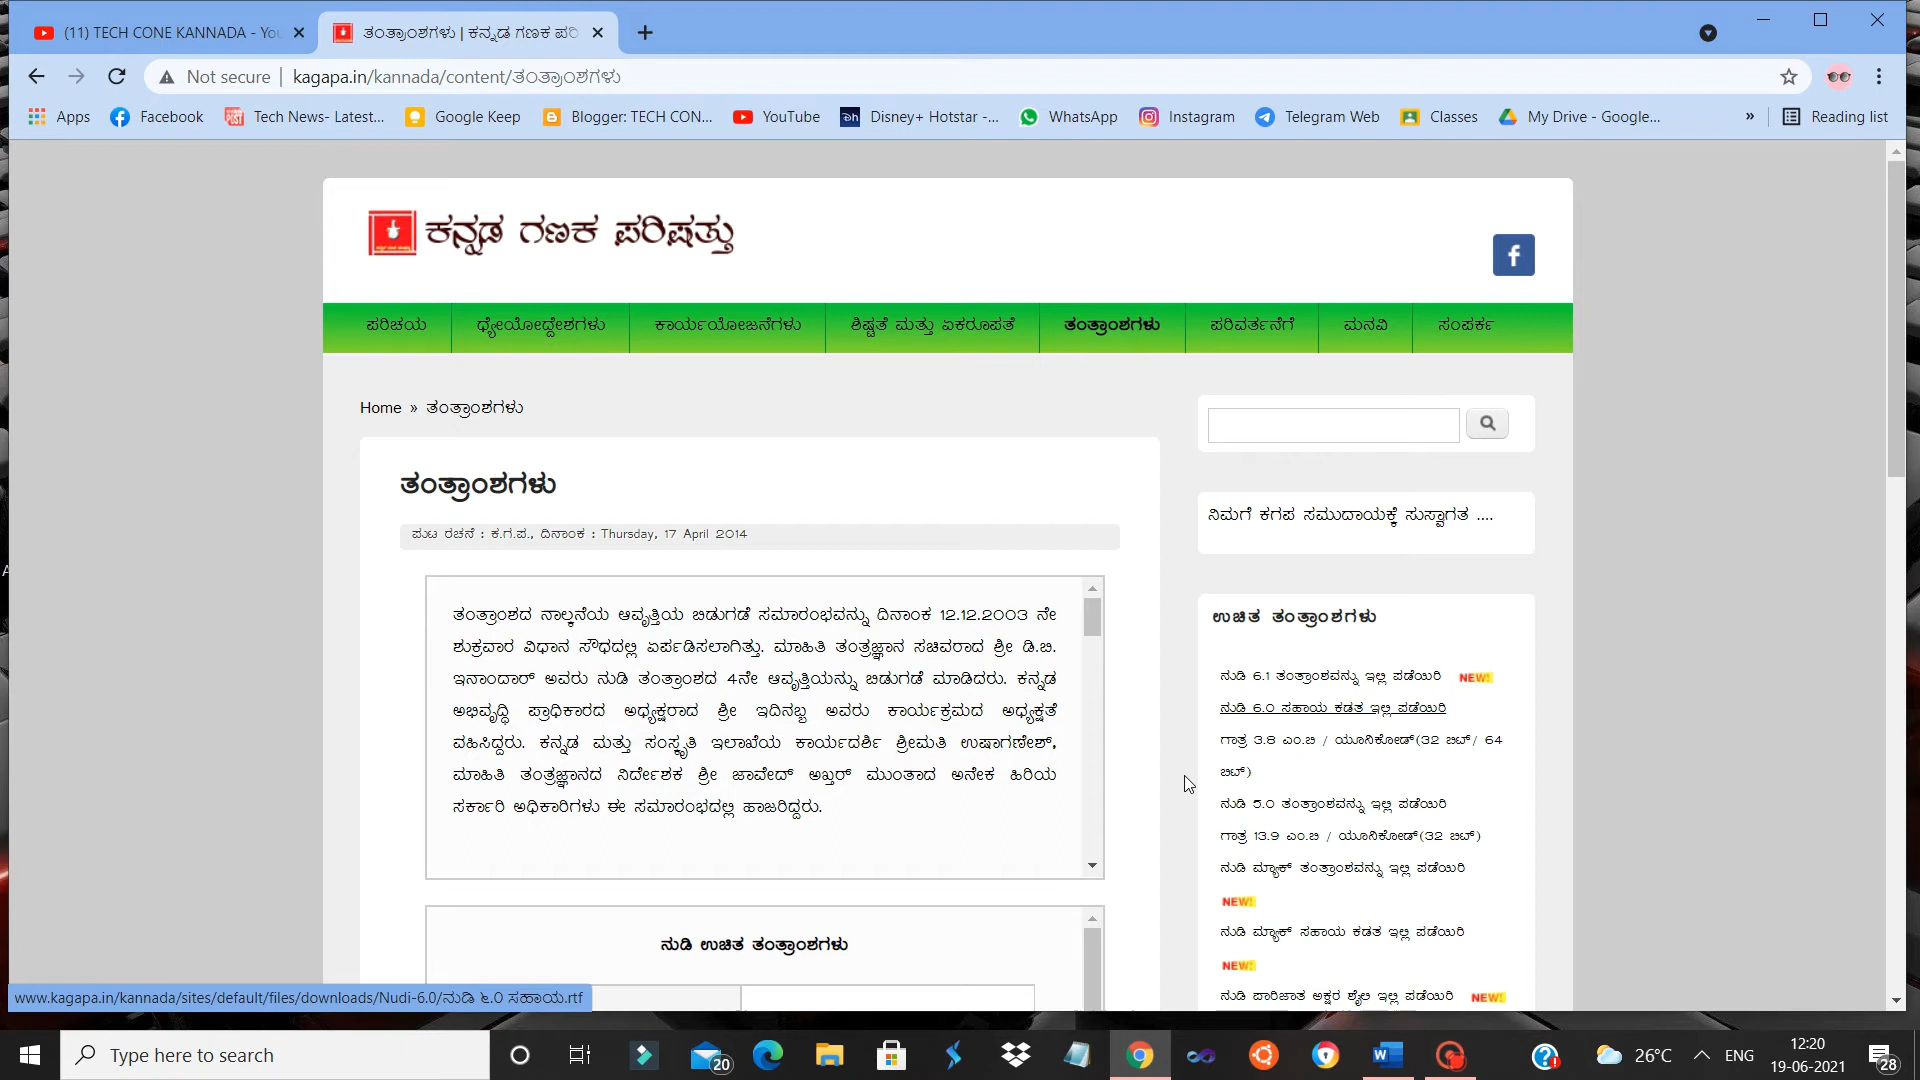 (11) TECH CONE KANNADA - You
ತಂತ್ರಾಂಶಗಳು | ಕನ್ನಡ ಗಣಕ ಪರಿ
Not secure | kagapa.in/kannada/content/ತಂತ್ರಾಂಶಗಳು
Apps Facebook Tech News- Latest... Google Keep Blogger: TECH CON... YouTube Disney+ Hotstar -... WhatsApp Instagram Telegram Web Classes My Drive - Google... » Reading list
ಕನ್ನಡ ಗಣಕ ಪರಿಷತ್ತು
ಪರಿಚಯ ಧ್ಯೇಯೋದ್ದೇಶಗಳು ಕಾರ್ಯಯೋಜನೆಗಳು ಶಿಷ್ಟತೆ ಮತ್ತು ಏಕರೂಪತೆ ತಂತ್ರಾಂಶಗಳು ಪರಿವರ್ತನೆಗೆ ಮನವಿ ಸಂಪರ್ಕ
Home » ತಂತ್ರಾಂಶಗಳು
ತಂತ್ರಾಂಶಗಳು
ಪುಟ ರಚನೆ : ಕ.ಗ.ಪ., ದಿನಾಂಕ : Thursday, 17 April 2014
ತಂತ್ರಾಂಶದ ನಾಲ್ಕನೆಯ ಆವೃತ್ತಿಯ ಬಿಡುಗಡೆ ಸಮಾರಂಭವನ್ನು ದಿನಾಂಕ 12.12.2003 ನೇ
ಶುಕ್ರವಾರ ವಿಧಾನ ಸೌಧದಲ್ಲಿ ಏರ್ಪಡಿಸಲಾಗಿತ್ತು. ಮಾಹಿತಿ ತಂತ್ರಜ್ಞಾನ ಸಚಿವರಾದ ಶ್ರೀ ಡಿ.ಬಿ.
ಇನಾಂದಾರ್ ಅವರು ನುಡಿ ತಂತ್ರಾಂಶದ 4ನೇ ಆವೃತ್ತಿಯನ್ನು ಬಿಡುಗಡೆ ಮಾಡಿದರು. ಕನ್ನಡ
ಅಭಿವೃದ್ಧಿ ಪ್ರಾಧಿಕಾರದ ಅಧ್ಯಕ್ಷರಾದ ಶ್ರೀ ಇದಿನಬ್ಬ ಅವರು ಕಾರ್ಯಕ್ರಮದ ಅಧ್ಯಕ್ಷತೆ
ವಹಿಸಿದ್ದರು. ಕನ್ನಡ ಮತ್ತು ಸಂಸ್ಕೃತಿ ಇಲಾಖೆಯ ಕಾರ್ಯದರ್ಶಿ ಶ್ರೀಮತಿ ಉಷಾಗಣೇಶ್,
ಮಾಹಿತಿ ತಂತ್ರಜ್ಞಾನದ ನಿರ್ದೇಶಕ ಶ್ರೀ ಜಾವೇದ್ ಅಖ್ತರ್ ಮುಂತಾದ ಅನೇಕ ಹಿರಿಯ
ಸರ್ಕಾರಿ ಅಧಿಕಾರಿಗಳು ಈ ಸಮಾರಂಭದಲ್ಲಿ ಹಾಜರಿದ್ದರು.
ನುಡಿ ಉಚಿತ ತಂತ್ರಾಂಶಗಳು
ನಿಮಗೆ ಕಗಪ ಸಮುದಾಯಕ್ಕೆ ಸುಸ್ವಾಗತ ....
ಉಚಿತ ತಂತ್ರಾಂಶಗಳು
ನುಡಿ 6.1 ತಂತ್ರಾಂಶವನ್ನು ಇಲ್ಲಿ ಪಡೆಯಿರಿ NEW!
ನುಡಿ 6.0 ಸಹಾಯ ಕಡತ ಇಲ್ಲಿ ಪಡೆಯಿರಿ
ಗಾತ್ರ 3.8 ಎಂ.ಬಿ / ಯೂನಿಕೋಡ್(32 ಬಿಟ್/ 64
ಬಿಟ್)
ನುಡಿ 5.0 ತಂತ್ರಾಂಶವನ್ನು ಇಲ್ಲಿ ಪಡೆಯಿರಿ
ಗಾತ್ರ 13.9 ಎಂ.ಬಿ / ಯೂನಿಕೋಡ್(32 ಬಿಟ್)
ನುಡಿ ಮ್ಯಾಕ್ ತಂತ್ರಾಂಶವನ್ನು ಇಲ್ಲಿ ಪಡೆಯಿರಿ
NEW!
ನುಡಿ ಮ್ಯಾಕ್ ಸಹಾಯ ಕಡತ ಇಲ್ಲಿ ಪಡೆಯಿರಿ
NEW!
ನುಡಿ ಪಾರಿಜಾತ ಅಕ್ಷರ ಶೈಲಿ ಇಲ್ಲಿ ಪಡೆಯಿರಿ NEW!
www.kagapa.in/kannada/sites/default/files/downloads/Nudi-6.0/ನುಡಿ ೬.0 ಸಹಾಯ.rtf
Type here to search
20
26°C ENG
12:20
19-06-2021
28